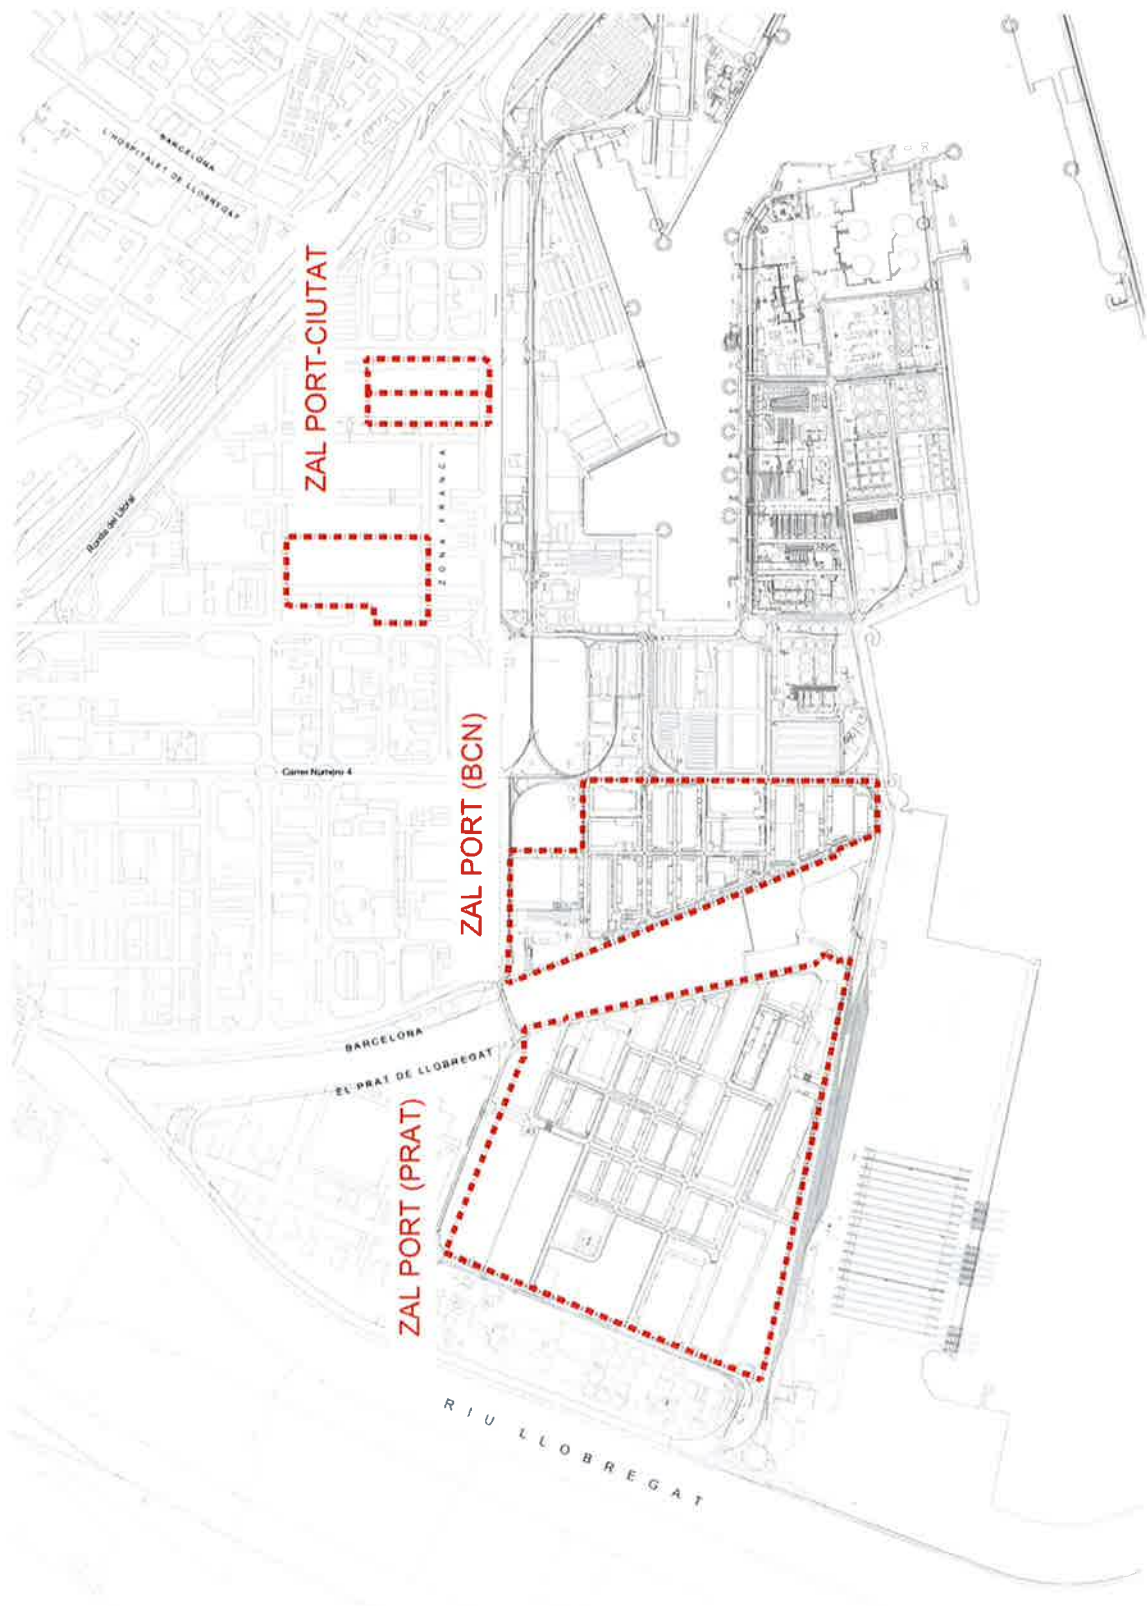 BARCELONA
L'HOSPITALET DE LLOBREGAT
ZAL PORT-CIUTAT
Ronda del Litoral
ZONA FRANCA
Carrer Número 4
ZAL PORT (BCN)
BARCELONA
EL PRAT DE LLOBREGAT
ZAL PORT (PRAT)
RIU LLOBREGAT